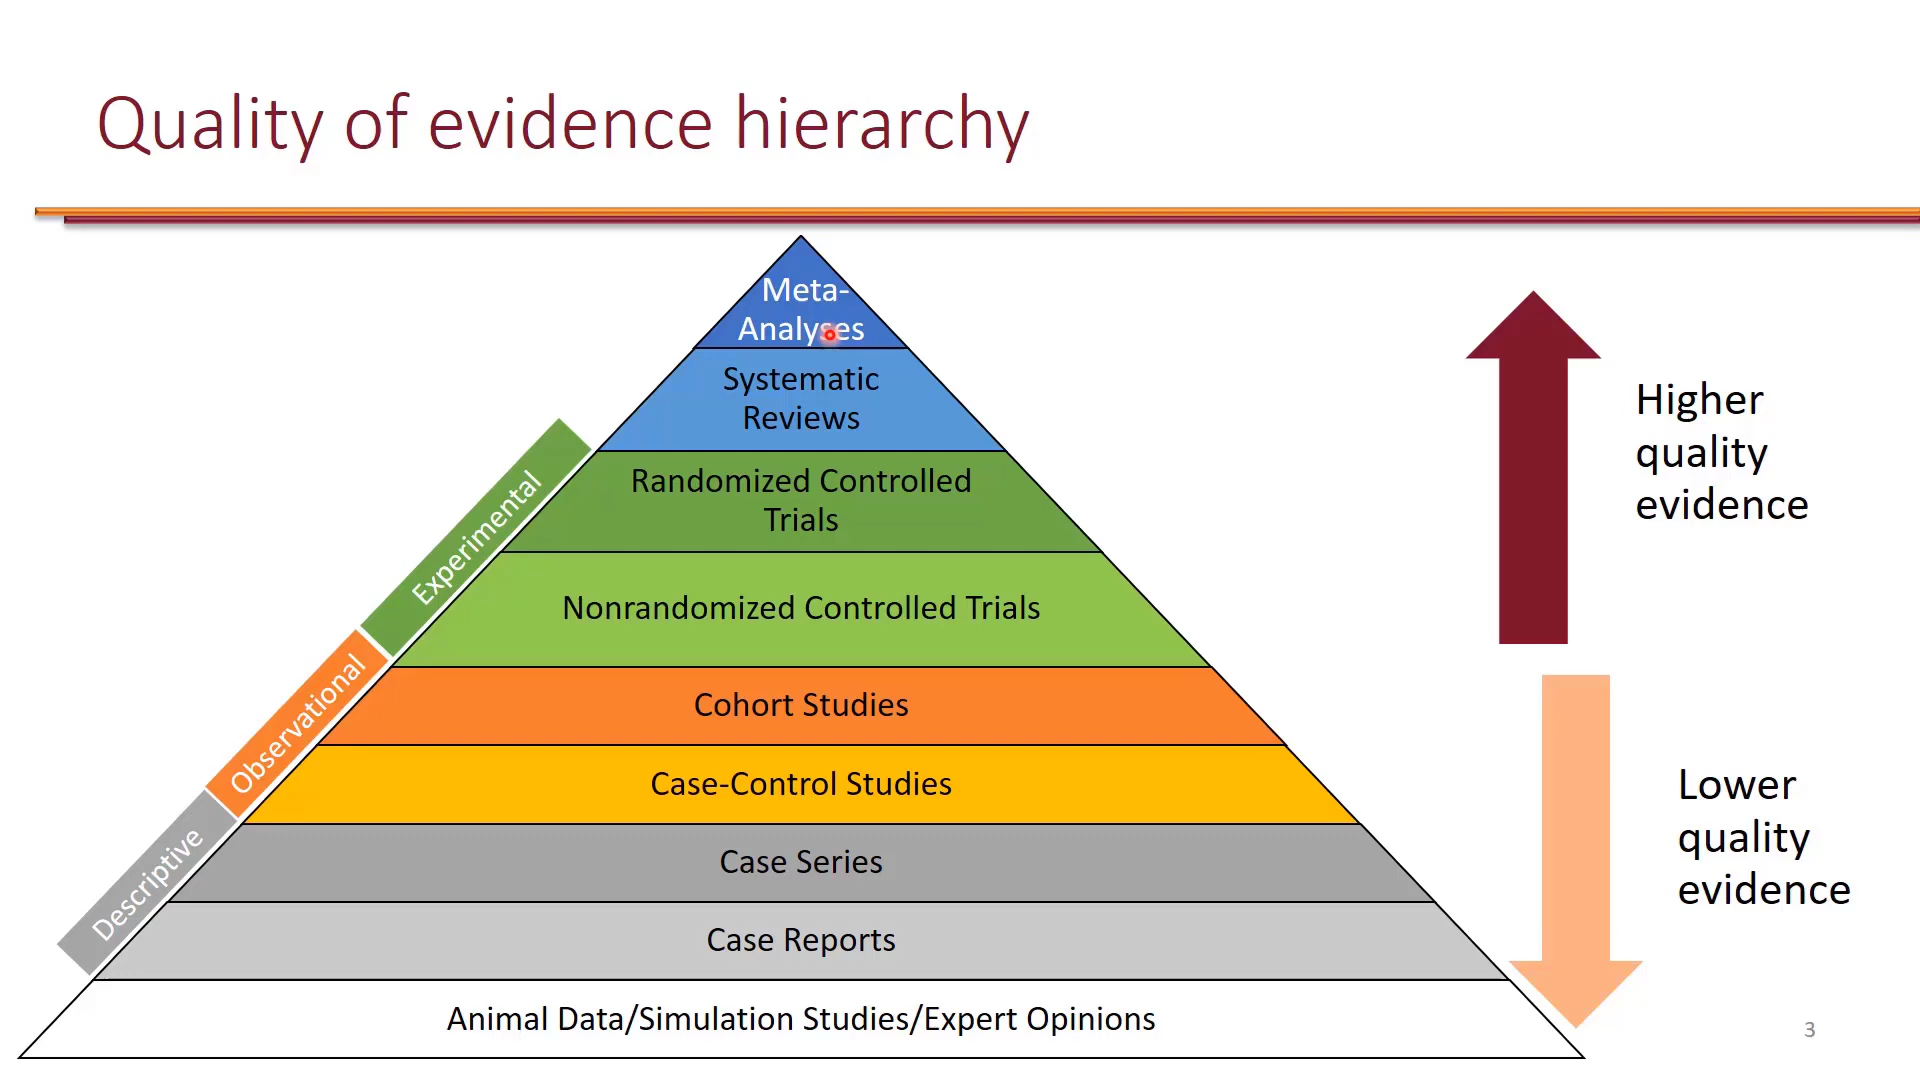 Quality of evidence hierarchy
Meta-
Analyses
Systematic
Reviews
Randomized Controlled
Trials
Nonrandomized Controlled Trials
Cohort Studies
Case-Control Studies
Case Series
Case Reports
Animal Data/Simulation Studies/Expert Opinions
Experimental
Observational
Descriptive
Higher
quality
evidence
Lower
quality
evidence
3